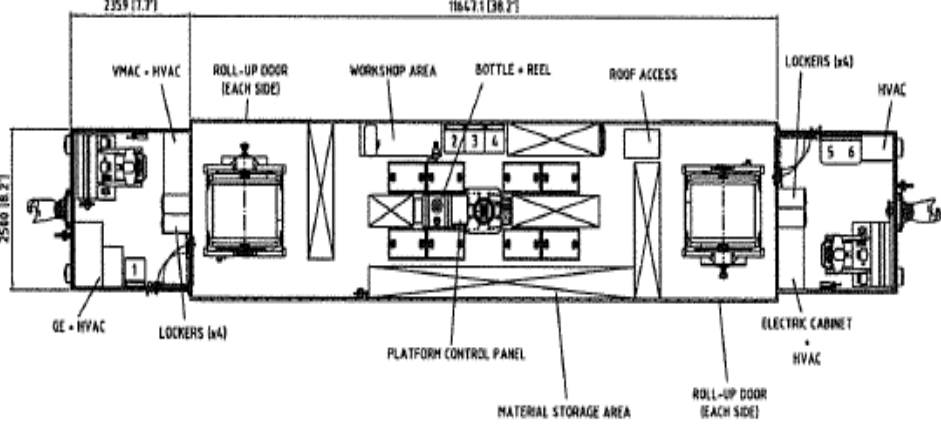 2359 [7.7']
11647.1 [38.2']
VMAC + HVAC
ROLL-UP DOOR
(EACH SIDE)
WORKSHOP AREA
BOTTLE + REEL
ROOF ACCESS
LOCKERS (x4)
HVAC
2 3 4
5 6
2500 [8.2']
1
QE + HVAC
LOCKERS (x4)
PLATFORM CONTROL PANEL
MATERIAL STORAGE AREA
ELECTRIC CABINET
+
HVAC
ROLL-UP DOOR
(EACH SIDE)